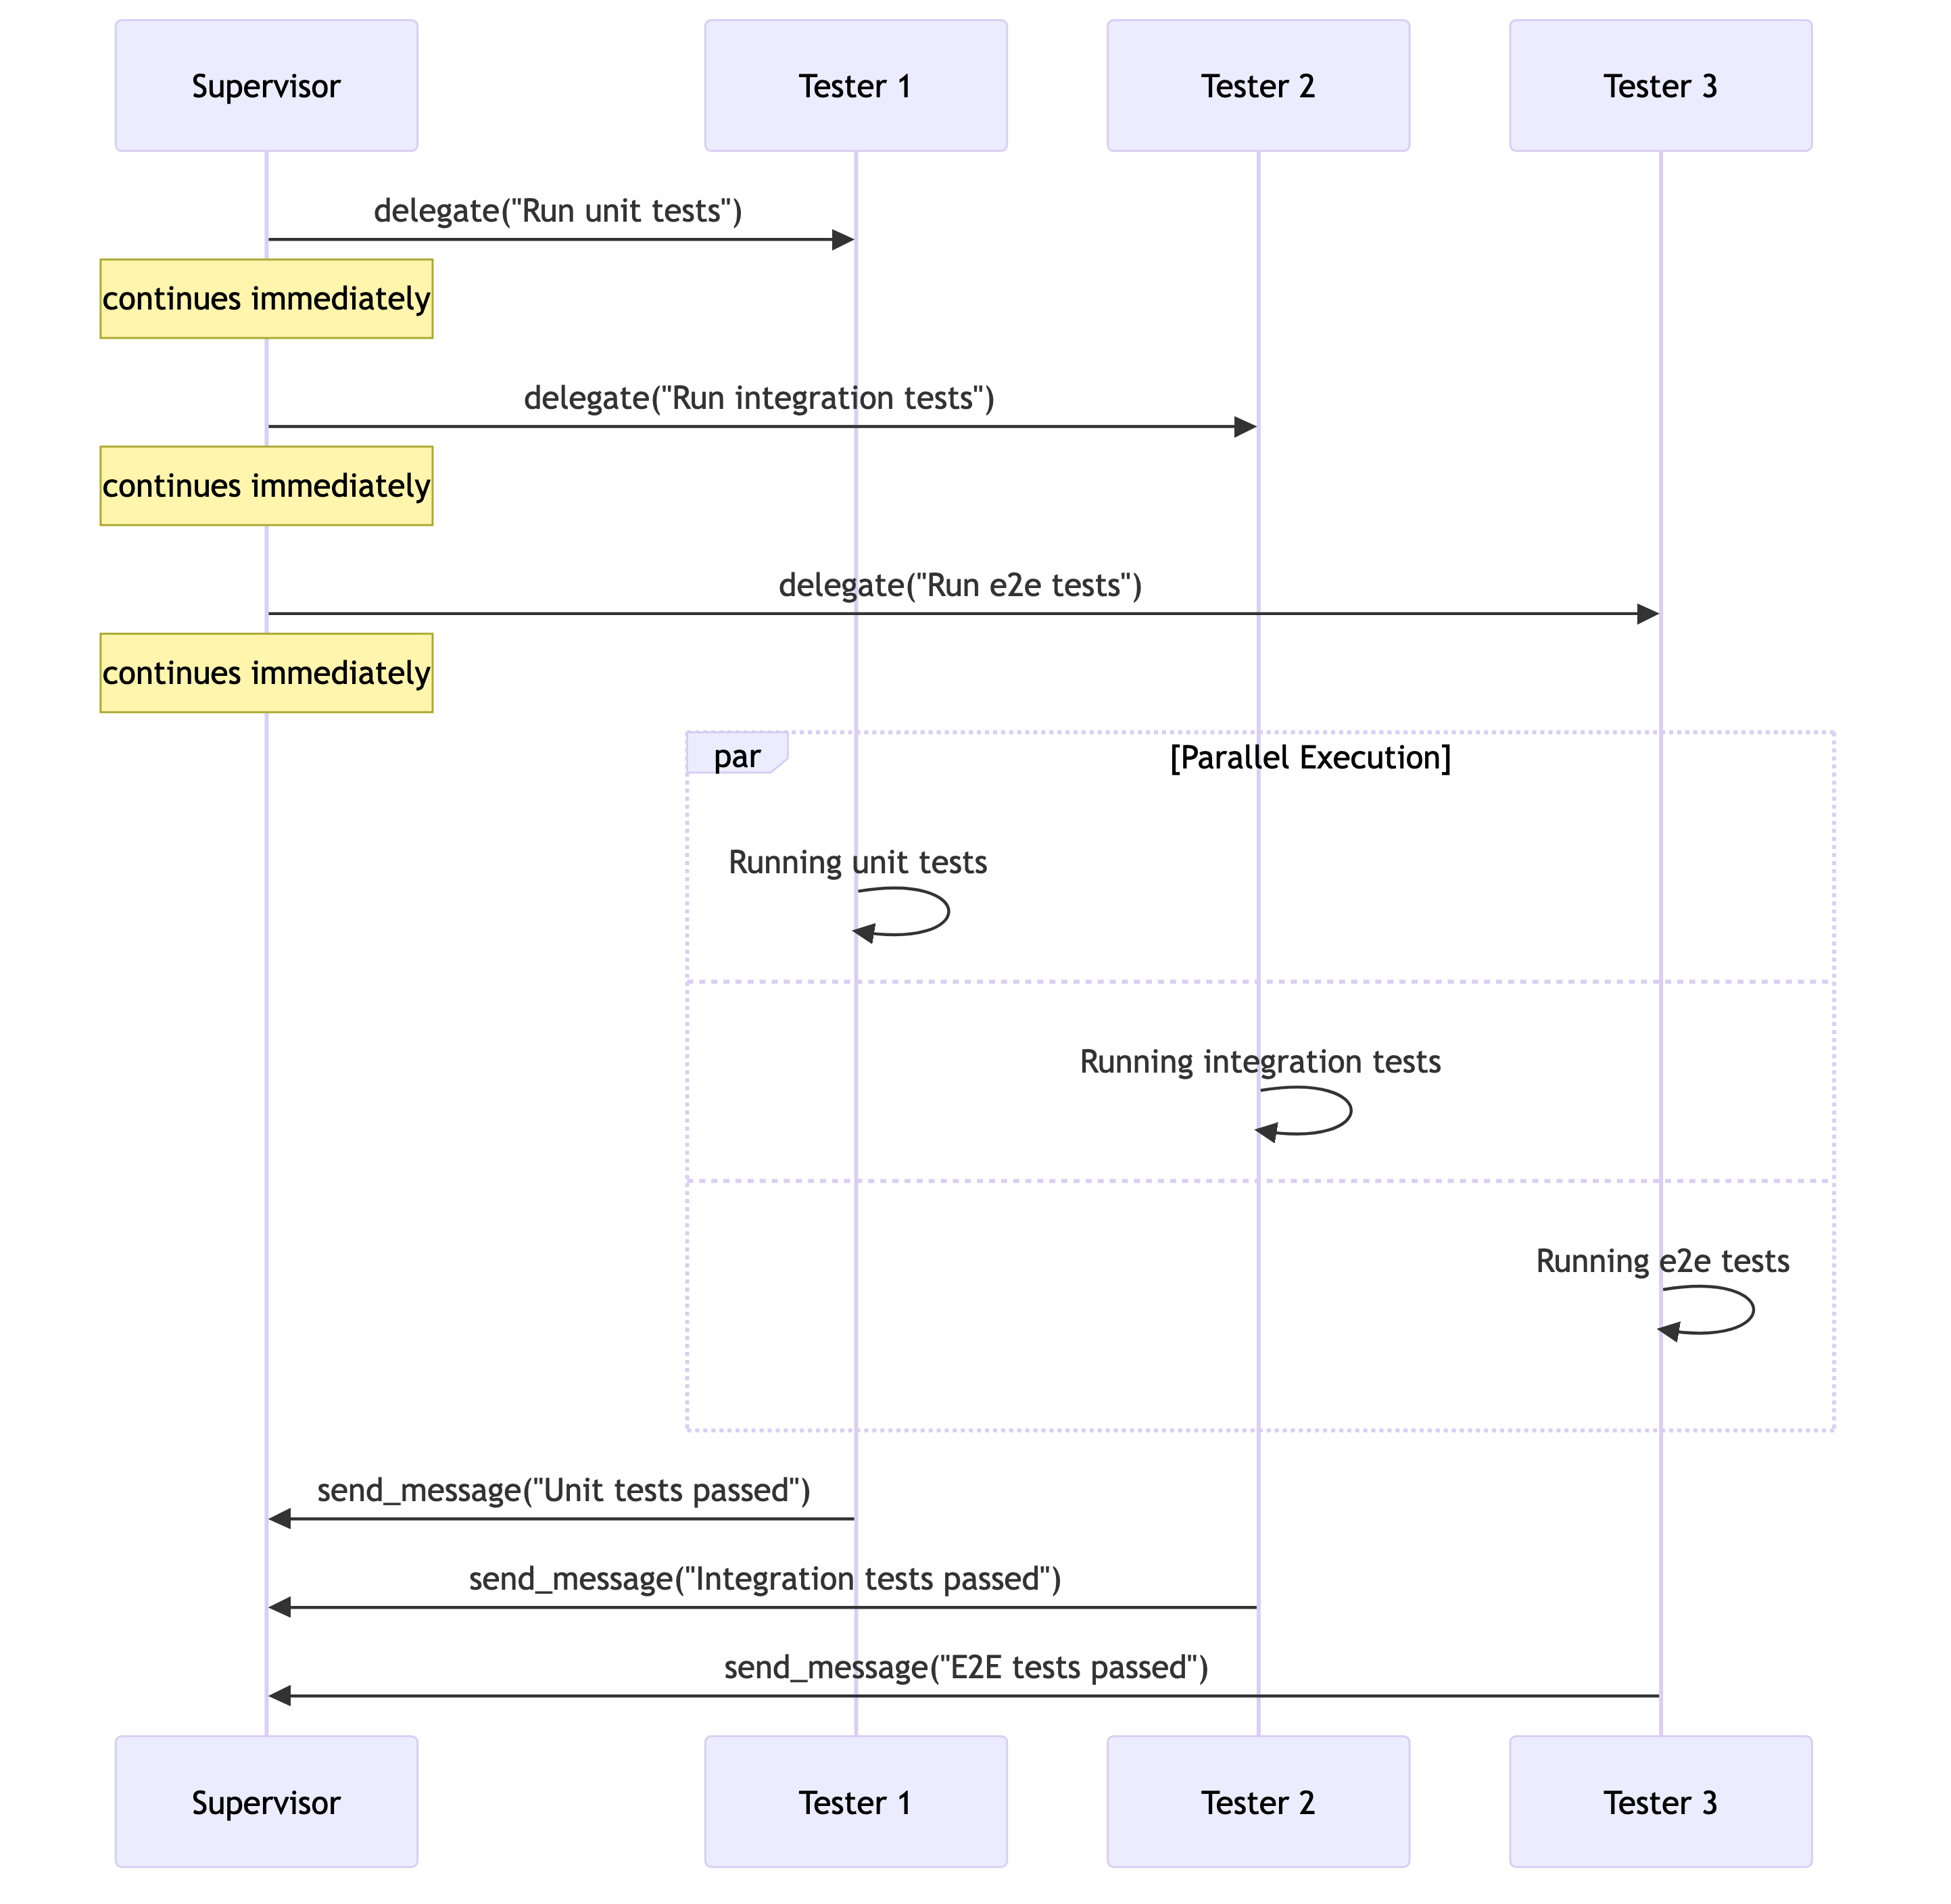 Supervisor
Tester 1
Tester 2
Tester 3
delegate("Run unit tests")
continues immediately
delegate("Run integration tests")
continues immediately
delegate("Run e2e tests")
continues immediately
par
[Parallel Execution]
Running unit tests
Running integration tests
Running e2e tests
send_message("Unit tests passed")
send_message("Integration tests passed")
send_message("E2E tests passed")
Supervisor
Tester 1
Tester 2
Tester 3